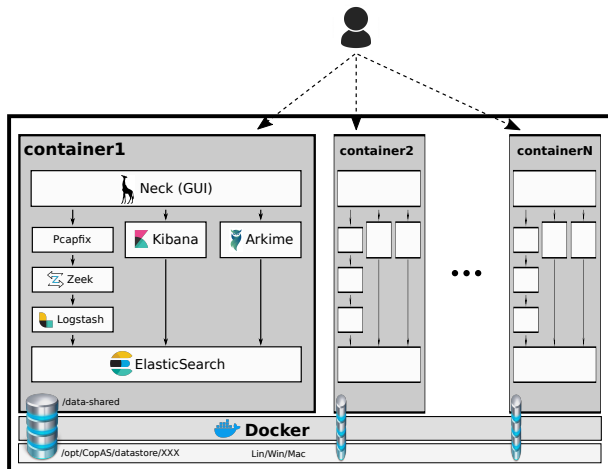 container1
container2
containerN
Neck (GUI)
Pcapfix
Kibana
Arkime
Zeek
Logstash
ElasticSearch
/data-shared
Docker
/opt/CopAS/datastore/XXX
Lin/Win/Mac